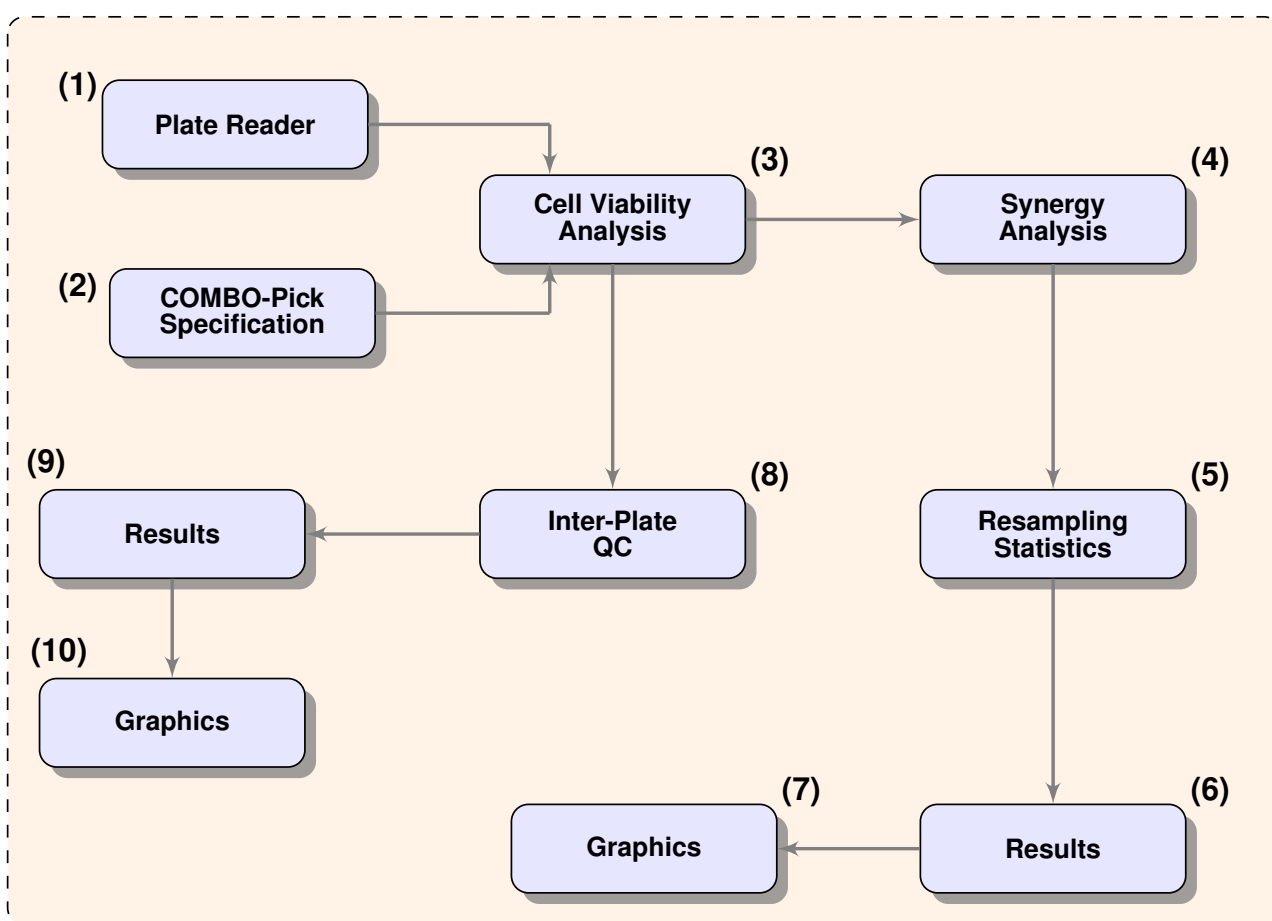 (1)
Plate Reader
(2)
COMBO-Pick
Specification
(3)
Cell Viability
Analysis
(4)
Synergy
Analysis
(5)
Resampling
Statistics
(6)
Results
(7)
Graphics
(8)
Inter-Plate
QC
(9)
Results
(10)
Graphics